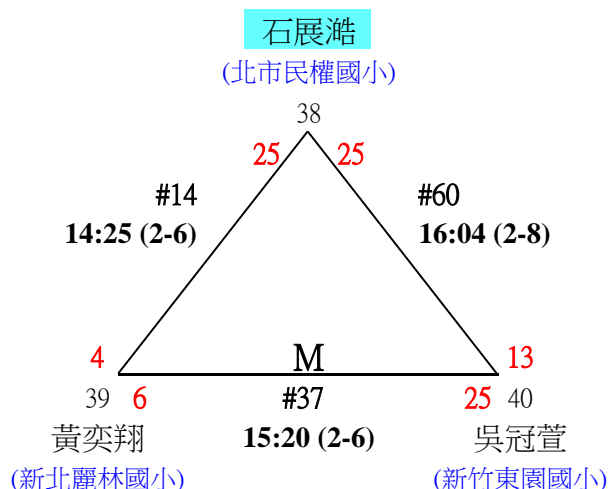 石展澔
(北市民權國小)
38
25 25
#14 #60
14:25 (2-6) 16:04 (2-8)
4 M 13
39 6 #37 25 40
黃奕翔 15:20 (2-6) 吳冠萱
(新北麗林國小) (新竹東園國小)